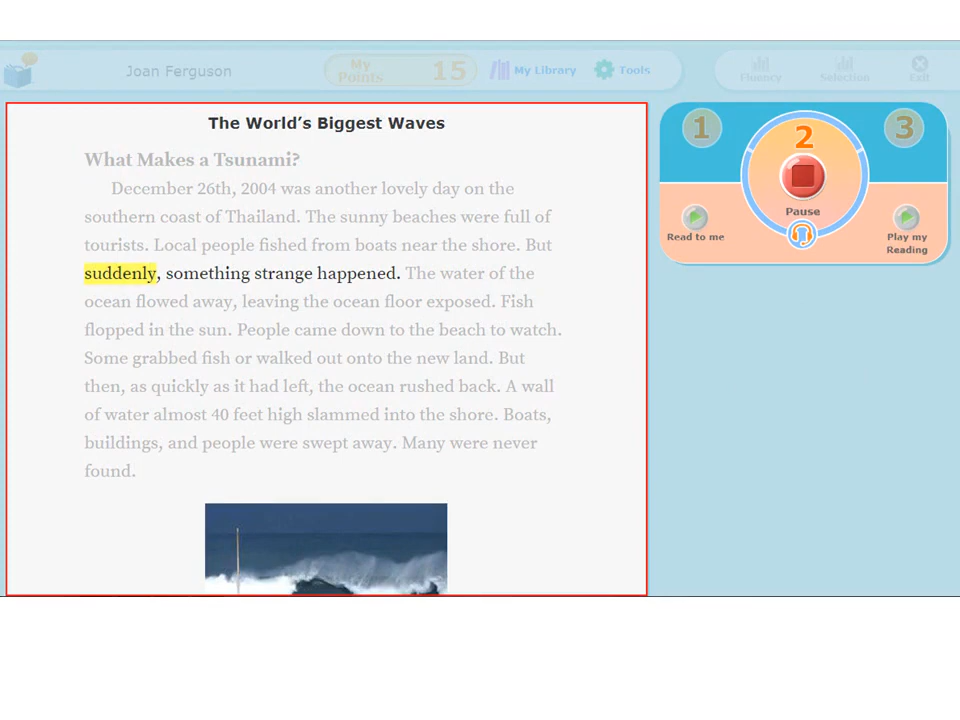 Joan Ferguson
My Points 15
My Library
Tools
Fluency
Selection
Exit
The World's Biggest Waves
What Makes a Tsunami?
December 26th, 2004 was another lovely day on the
southern coast of Thailand. The sunny beaches were full of
tourists. Local people fished from boats near the shore. But
suddenly, something strange happened. The water of the
ocean flowed away, leaving the ocean floor exposed. Fish
flopped in the sun. People came down to the beach to watch.
Some grabbed fish or walked out onto the new land. But
then, as quickly as it had left, the ocean rushed back. A wall
of water almost 40 feet high slammed into the shore. Boats,
buildings, and people were swept away. Many were never
found.
1
2
3
Pause
Read to me
Play my
Reading